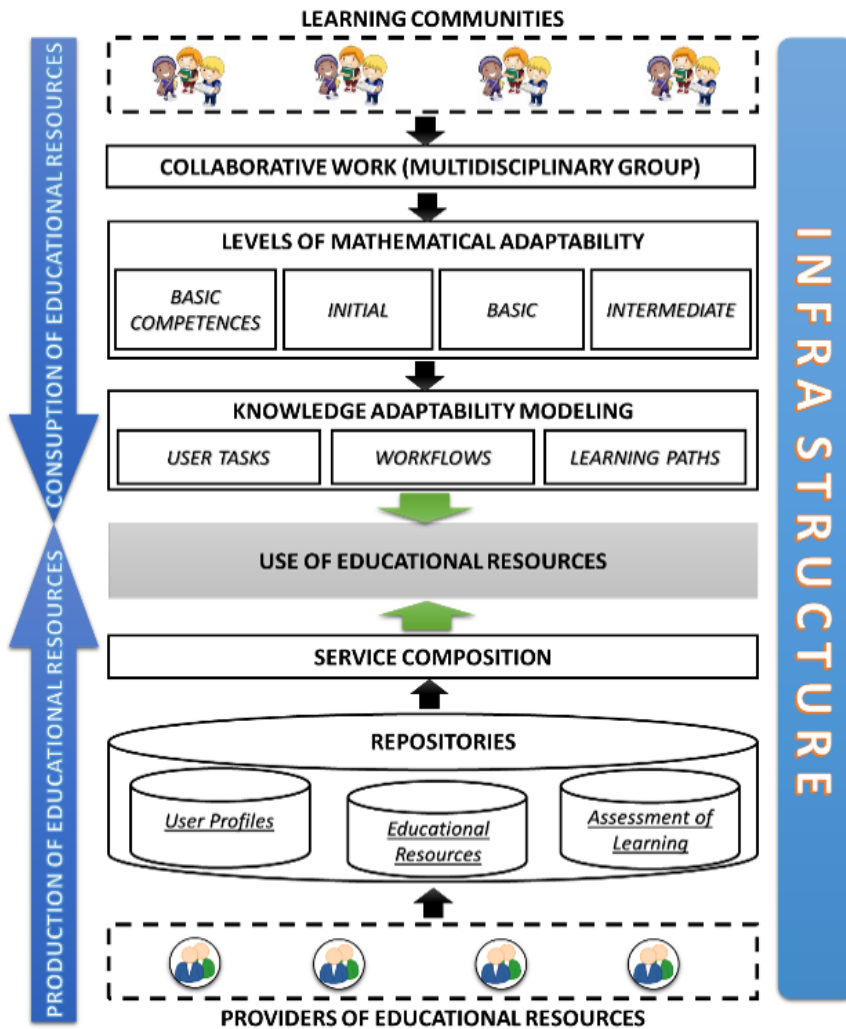 LEARNING COMMUNITIES
COLLABORATIVE WORK (MULTIDISCIPLINARY GROUP)
LEVELS OF MATHEMATICAL ADAPTABILITY
BASIC
COMPETENCES
INITIAL
BASIC
INTERMEDIATE
KNOWLEDGE ADAPTABILITY MODELING
USER TASKS
WORKFLOWS
LEARNING PATHS
USE OF EDUCATIONAL RESOURCES
SERVICE COMPOSITION
REPOSITORIES
User Profiles
Educational
Resources
Assessment of
Learning
PROVIDERS OF EDUCATIONAL RESOURCES
CONSUPTION OF EDUCATIONAL RESOURCES
PRODUCTION OF EDUCATIONAL RESOURCES
INFRA STRUCTURE